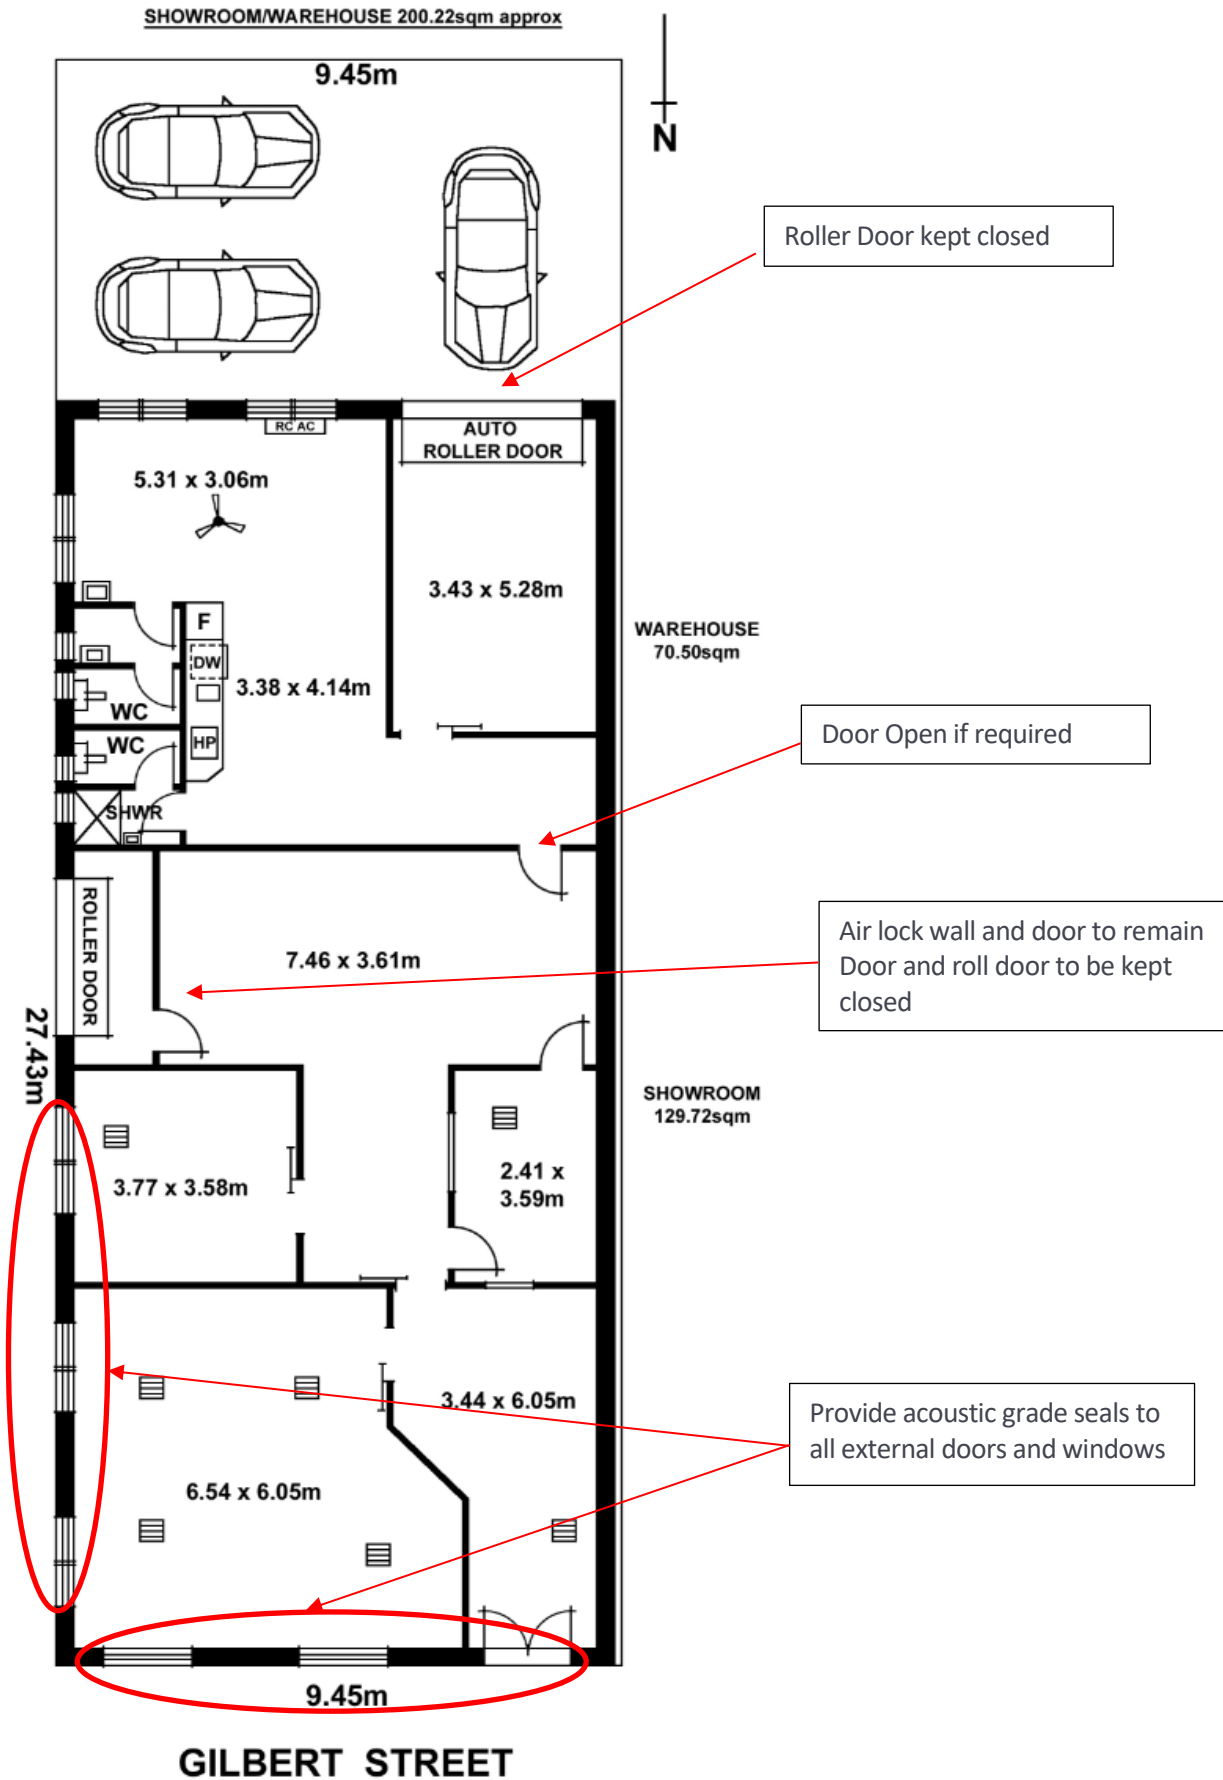 SHOWROOM/WAREHOUSE 200.22sqm approx
9.45m
N
Roller Door kept closed
RC AC
AUTO
ROLLER DOOR
5.31 x 3.06m
3.43 x 5.28m
F
WAREHOUSE
70.50sqm
DW
3.38 x 4.14m
WC
WC
HP
Door Open if required
SHWR
ROLLER DOOR
7.46 x 3.61m
Air lock wall and door to remain
Door and roll door to be kept
closed
27.43m
SHOWROOM
129.72sqm
3.77 x 3.58m
2.41 x
3.59m
3.44 x 6.05m
Provide acoustic grade seals to
all external doors and windows
6.54 x 6.05m
9.45m
GILBERT STREET